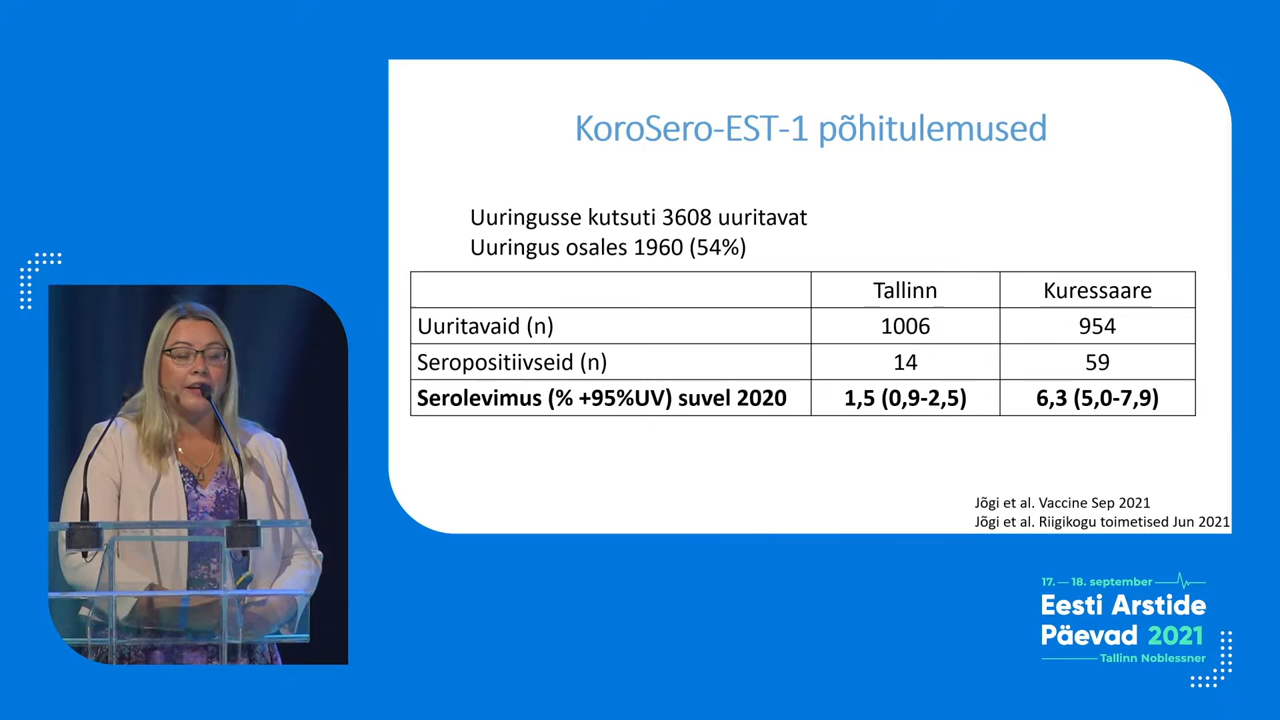 KoroSero-EST-1 põhitulemused
Uuringusse kutsuti 3608 uuritavat
Uuringus osales 1960 (54%)
Tallinn Kuressaare
Uuritavaid (n) 1006 954
Seropositiivseid (n) 14 59
Serolevimus (% +95%UV) suvel 2020 1,5 (0,9-2,5) 6,3 (5,0-7,9)
Jõgi et al. Vaccine Sep 2021
Jõgi et al. Riigikogu toimetised Jun 2021
17. — 18. september
Eesti Arstide
Päevad 2021
Tallinn Noblessner